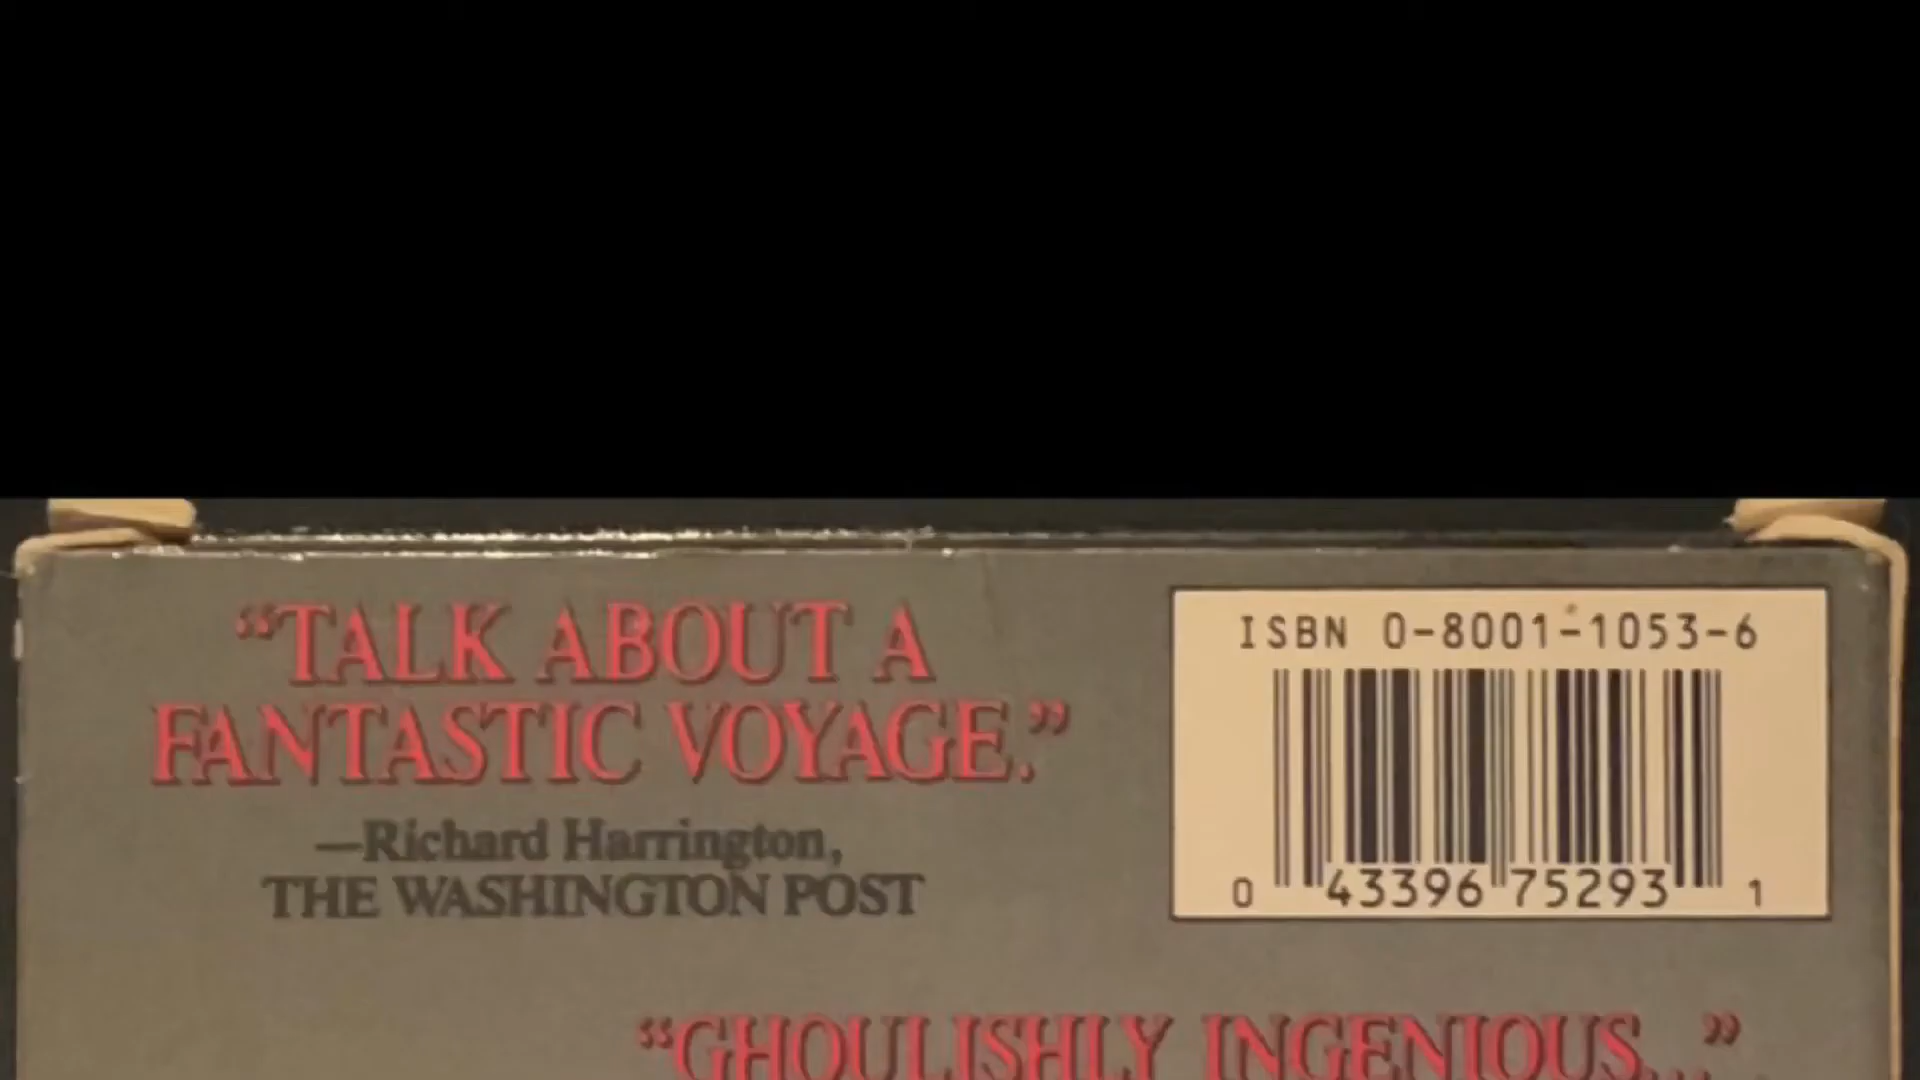 “TALK ABOUT A
FANTASTIC VOYAGE.”
—Richard Harrington,
THE WASHINGTON POST
ISBN 0-8001-1053-6
0 43396 75293 1
“GHOULISHLY INGENIOUS...”